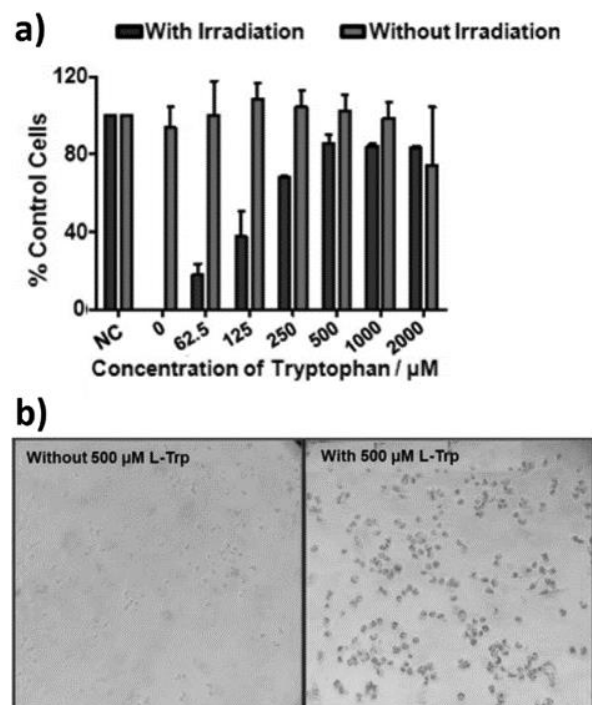 a)
With Irradiation Without Irradiation
120
80
40
0
% Control Cells
NC 0 62.5 125 250 500 1000 2000
Concentration of Tryptophan / µM
b)
Without 500 µM L-Trp With 500 µM L-Trp